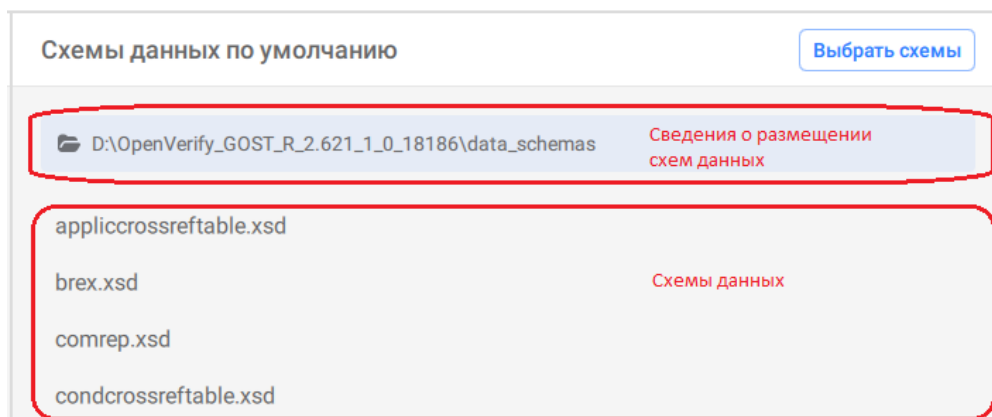 Схемы данных по умолчанию
Выбрать схемы
D:\OpenVerify_GOST_R_2.621_1_0_18186\data_schemas
Сведения о размещении
схем данных
appliccrossreftable.xsd
brex.xsd
Схемы данных
comrep.xsd
condcrossreftable.xsd